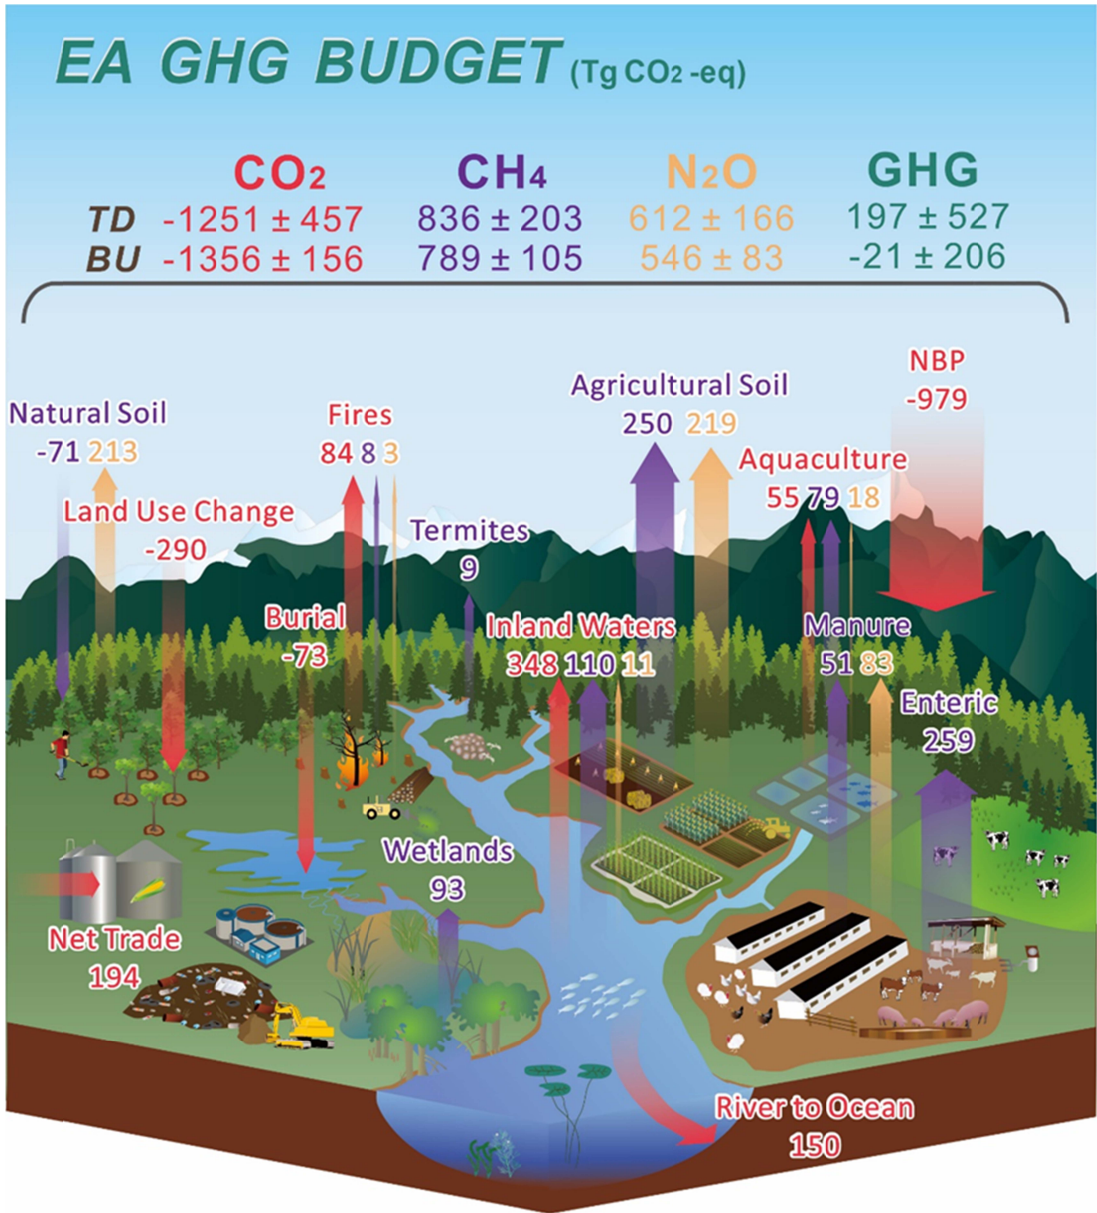 EA GHG BUDGET (Tg CO₂ -eq)
CO₂ CH₄ N₂O GHG
TD -1251 ± 457 836 ± 203 612 ± 166 197 ± 527
BU -1356 ± 156 789 ± 105 546 ± 83 -21 ± 206
NBP
-979
Agricultural Soil
250 219
Natural Soil
-71 213
Fires
84 8 3
Aquaculture
55 79 18
Land Use Change
-290
Termites
9
Burial
-73
Inland Waters
348 110 11
Manure
51 83
Enteric
259
Wetlands
93
Net Trade
194
River to Ocean
150